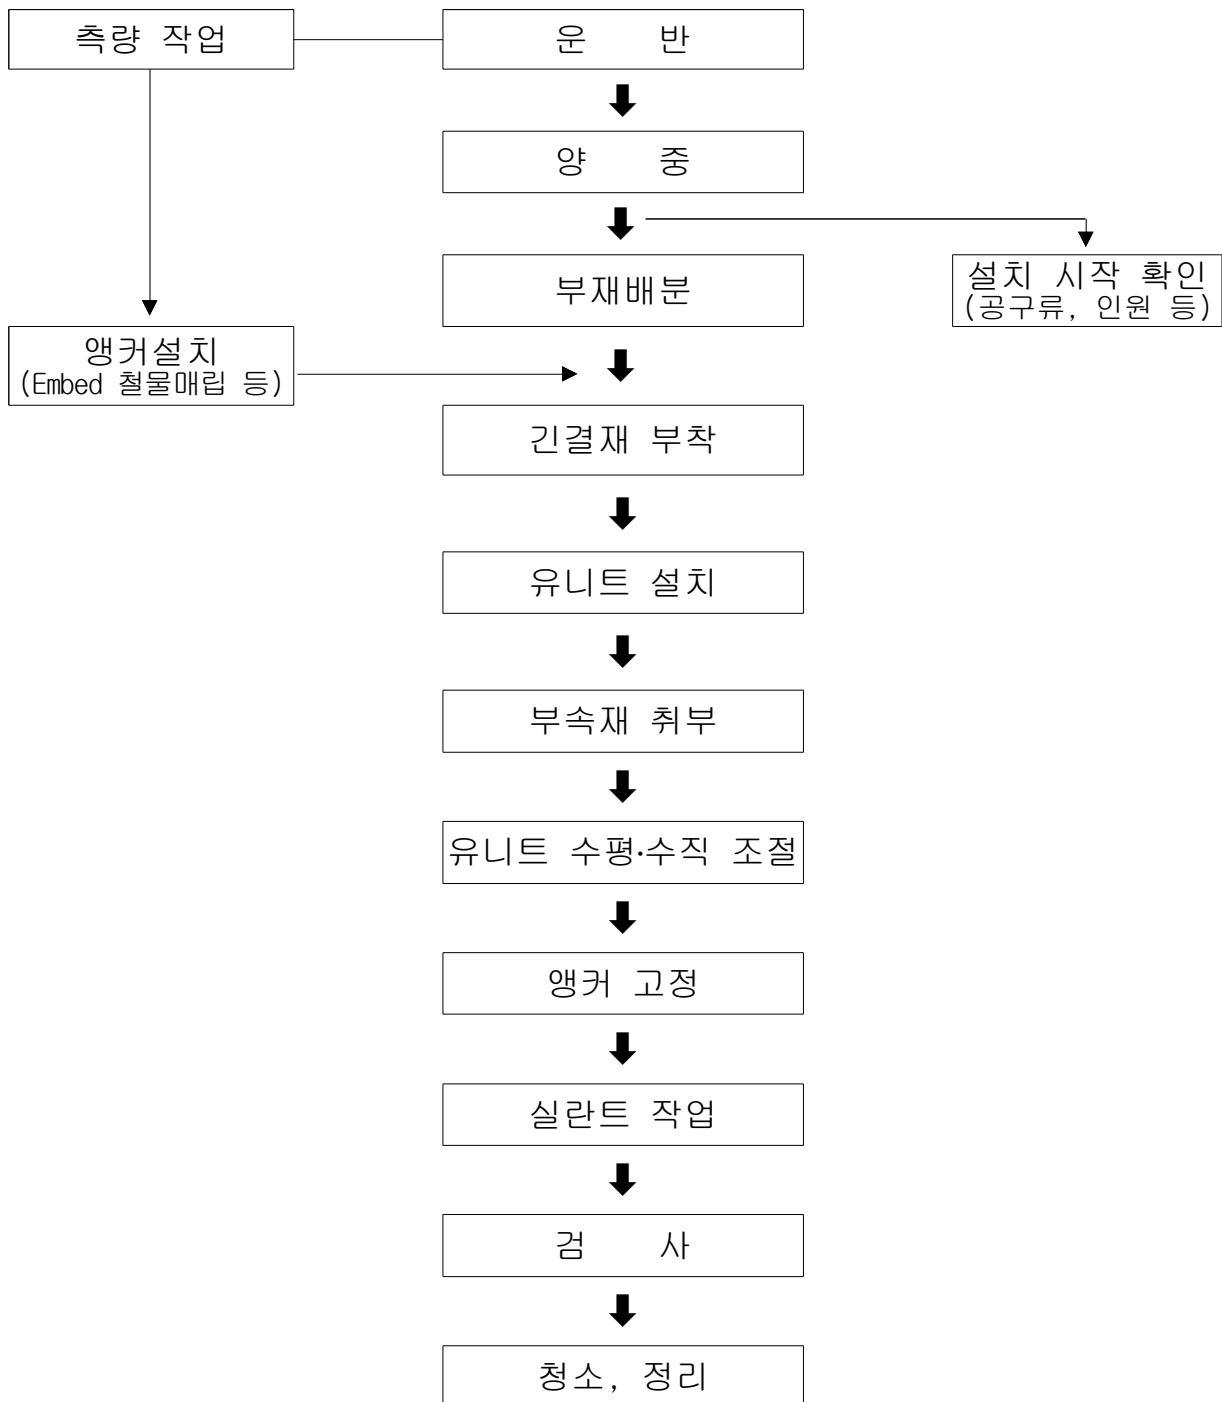 측량 작업
운 반
양 중
부재배분
설치 시작 확인
(공구류, 인원 등)
앵커설치
(Embed 철물매립 등)
긴결재 부착
유니트 설치
부속재 취부
유니트 수평·수직 조절
앵커 고정
실란트 작업
검 사
청소, 정리